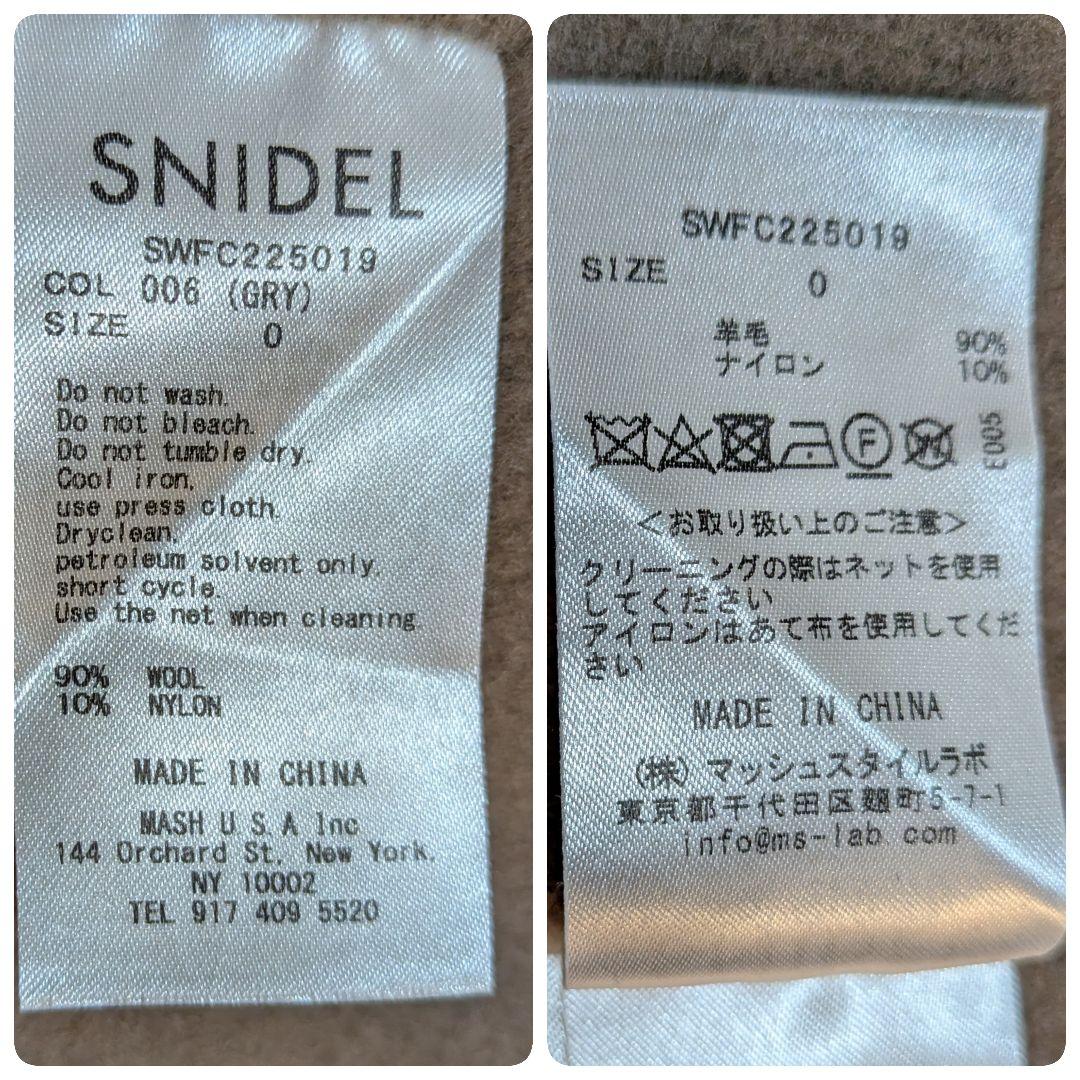 SNIDEL
SWFC225019
COL 006 (GRY)
SIZE 0
Do not wash.
Do not bleach.
Do not tumble dry.
Cool iron.
use press cloth.
Dryclean.
petroleum solvent only.
short cycle.
Use the net when cleaning
90% WOOL
10% NYLON
MADE IN CHINA
MASH U S A Inc
144 Orchard St. New York.
NY 10002
TEL 917 409 5520
SWFC225019
SIZE 0
羊毛 90%
ナイロン 10%
F
W
E005
<お取り扱い上のご注意>
クリーニングの際はネットを使用
してください
アイロンはあて布を使用してくだ
さい
MADE IN CHINA
(株)マッシュスタイルラボ
東京都千代田区麹町5-7-1
info@ms-lab.com